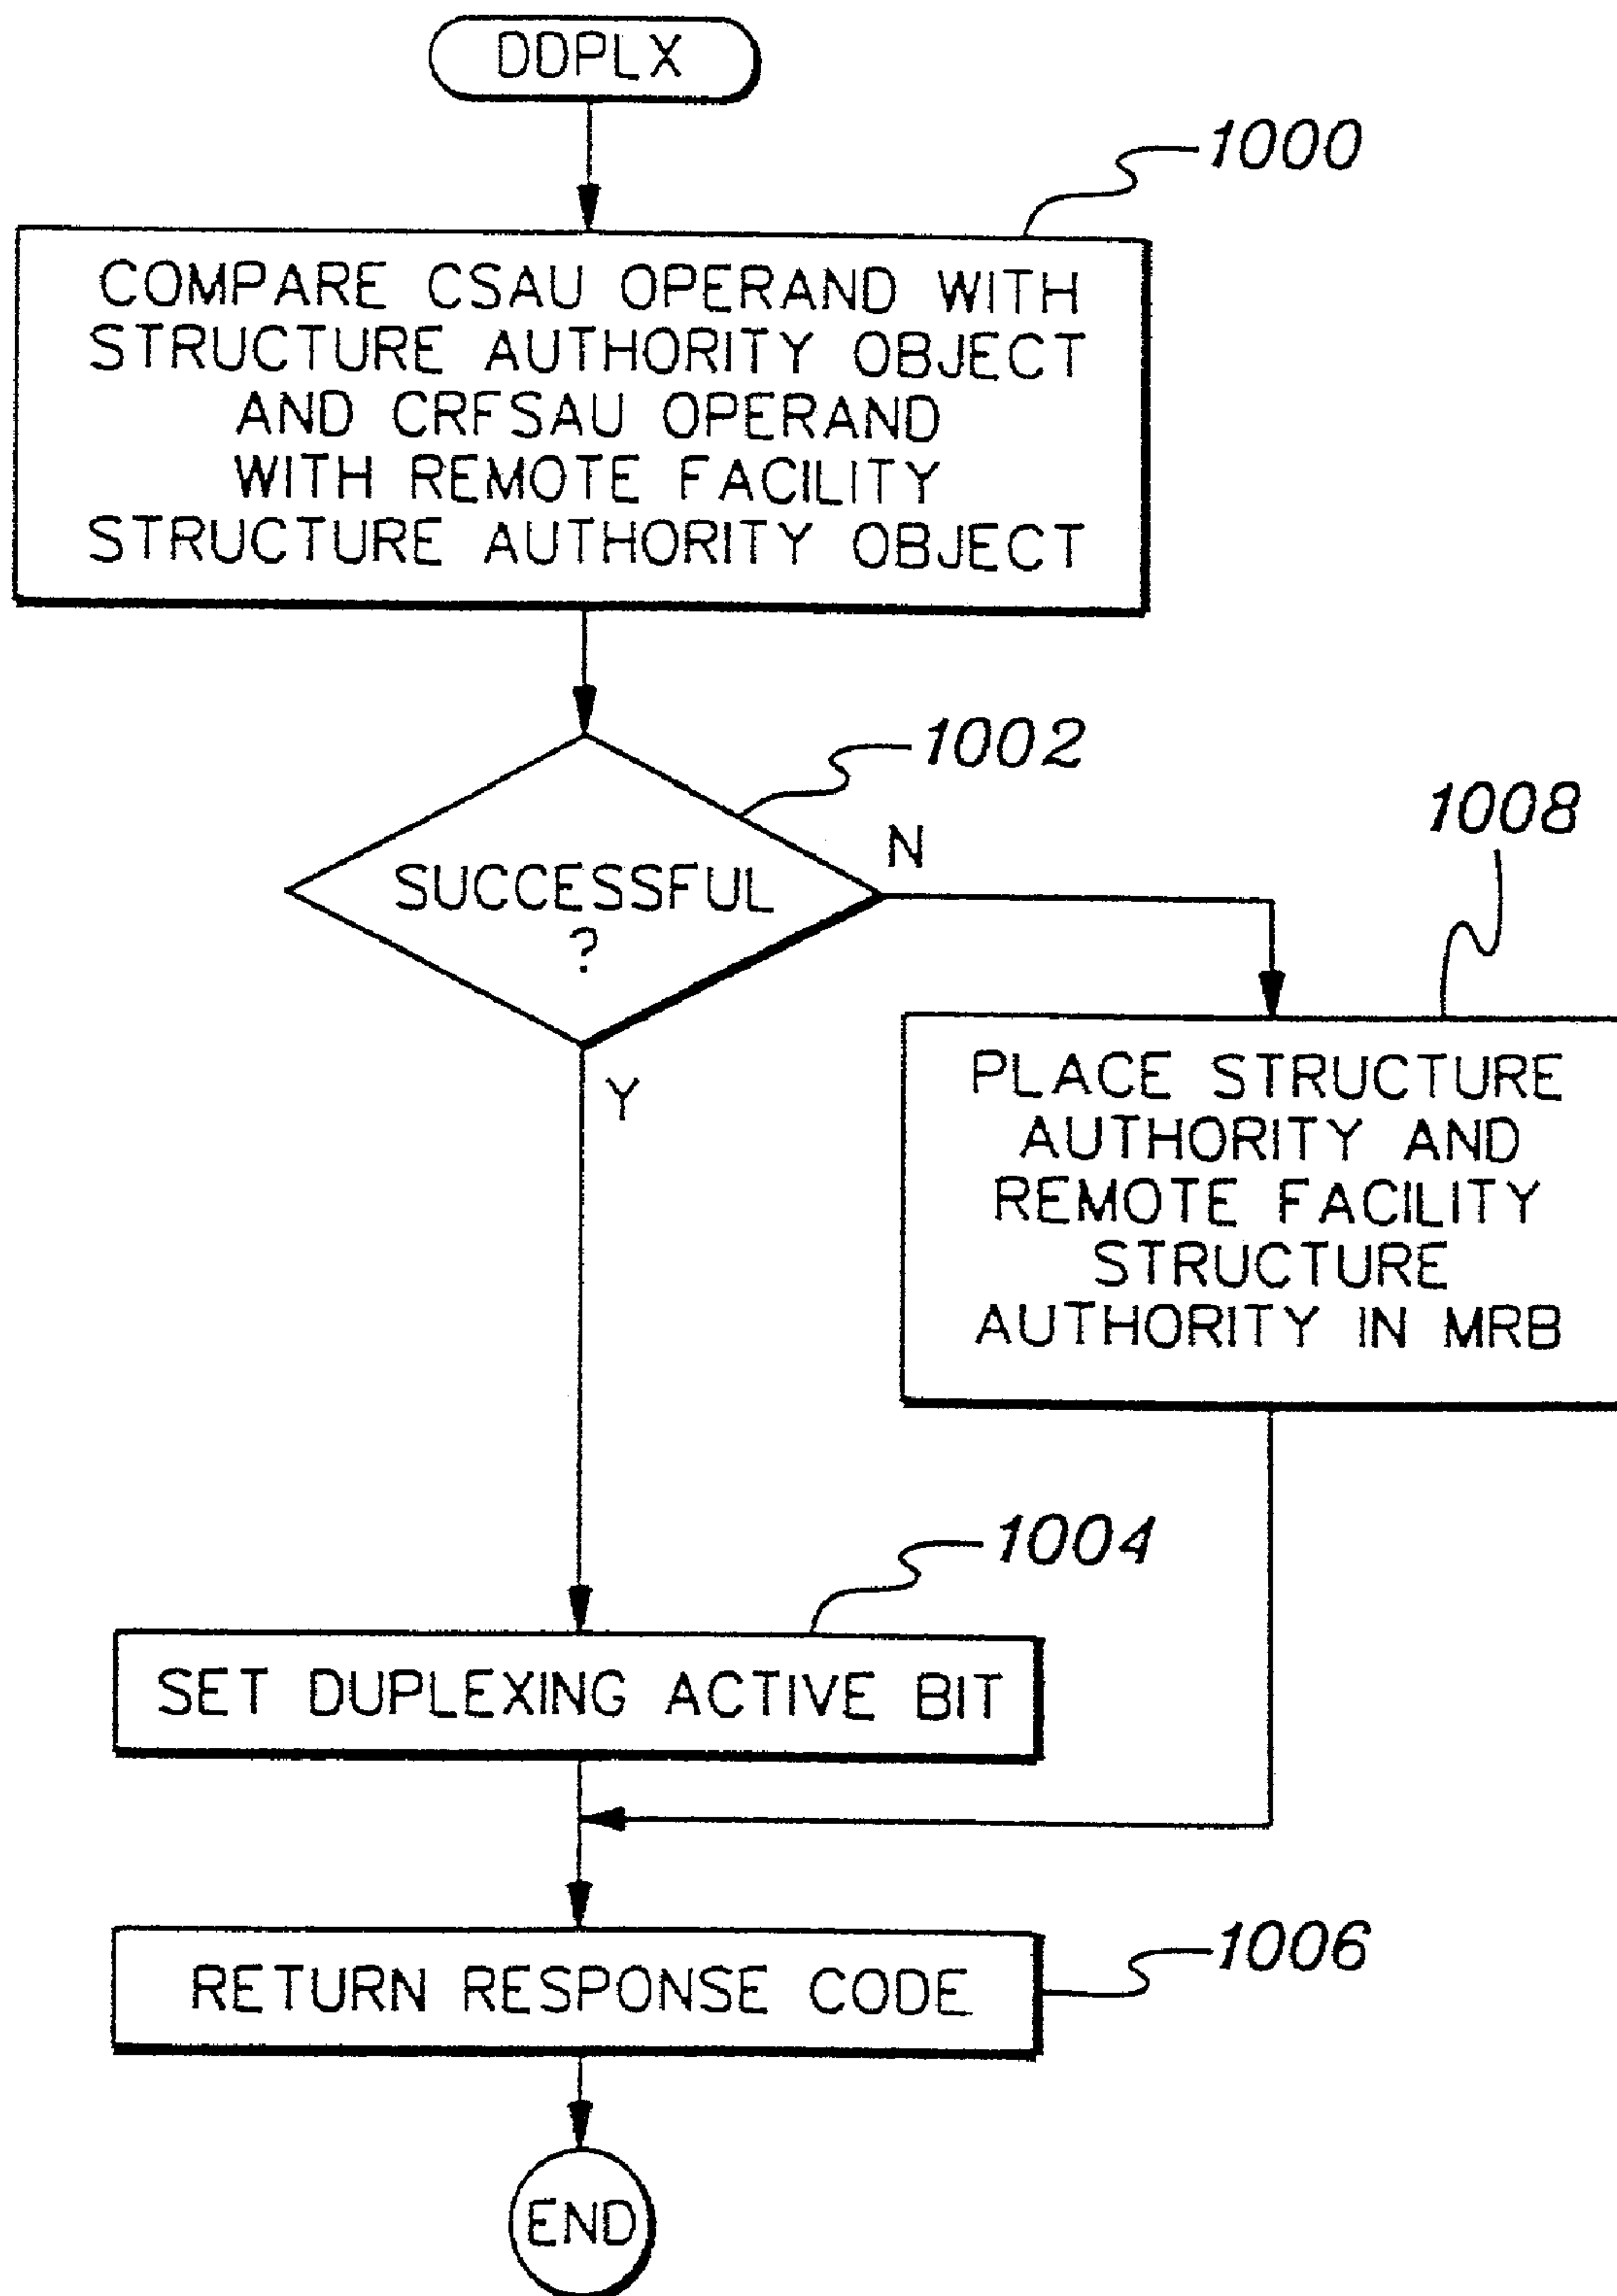 DDPLX
1000
COMPARE CSAU OPERAND WITH
STRUCTURE AUTHORITY OBJECT
AND CRFSAU OPERAND
WITH REMOTE FACILITY
STRUCTURE AUTHORITY OBJECT
1002
SUCCESSFUL
?
N
Y
1008
PLACE STRUCTURE
AUTHORITY AND
REMOTE FACILITY
STRUCTURE
AUTHORITY IN MRB
1004
SET DUPLEXING ACTIVE BIT
RETURN RESPONSE CODE
1006
END